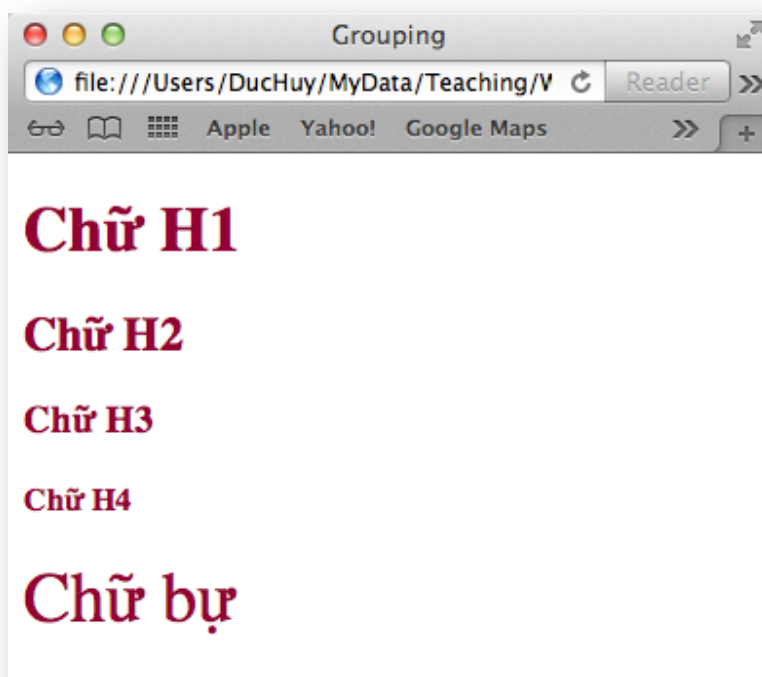 Grouping
file:///Users/DucHuy/MyData/Teaching/W
Reader
Apple Yahoo! Google Maps
Chữ H1
Chữ H2
Chữ H3
Chữ H4
Chữ bự